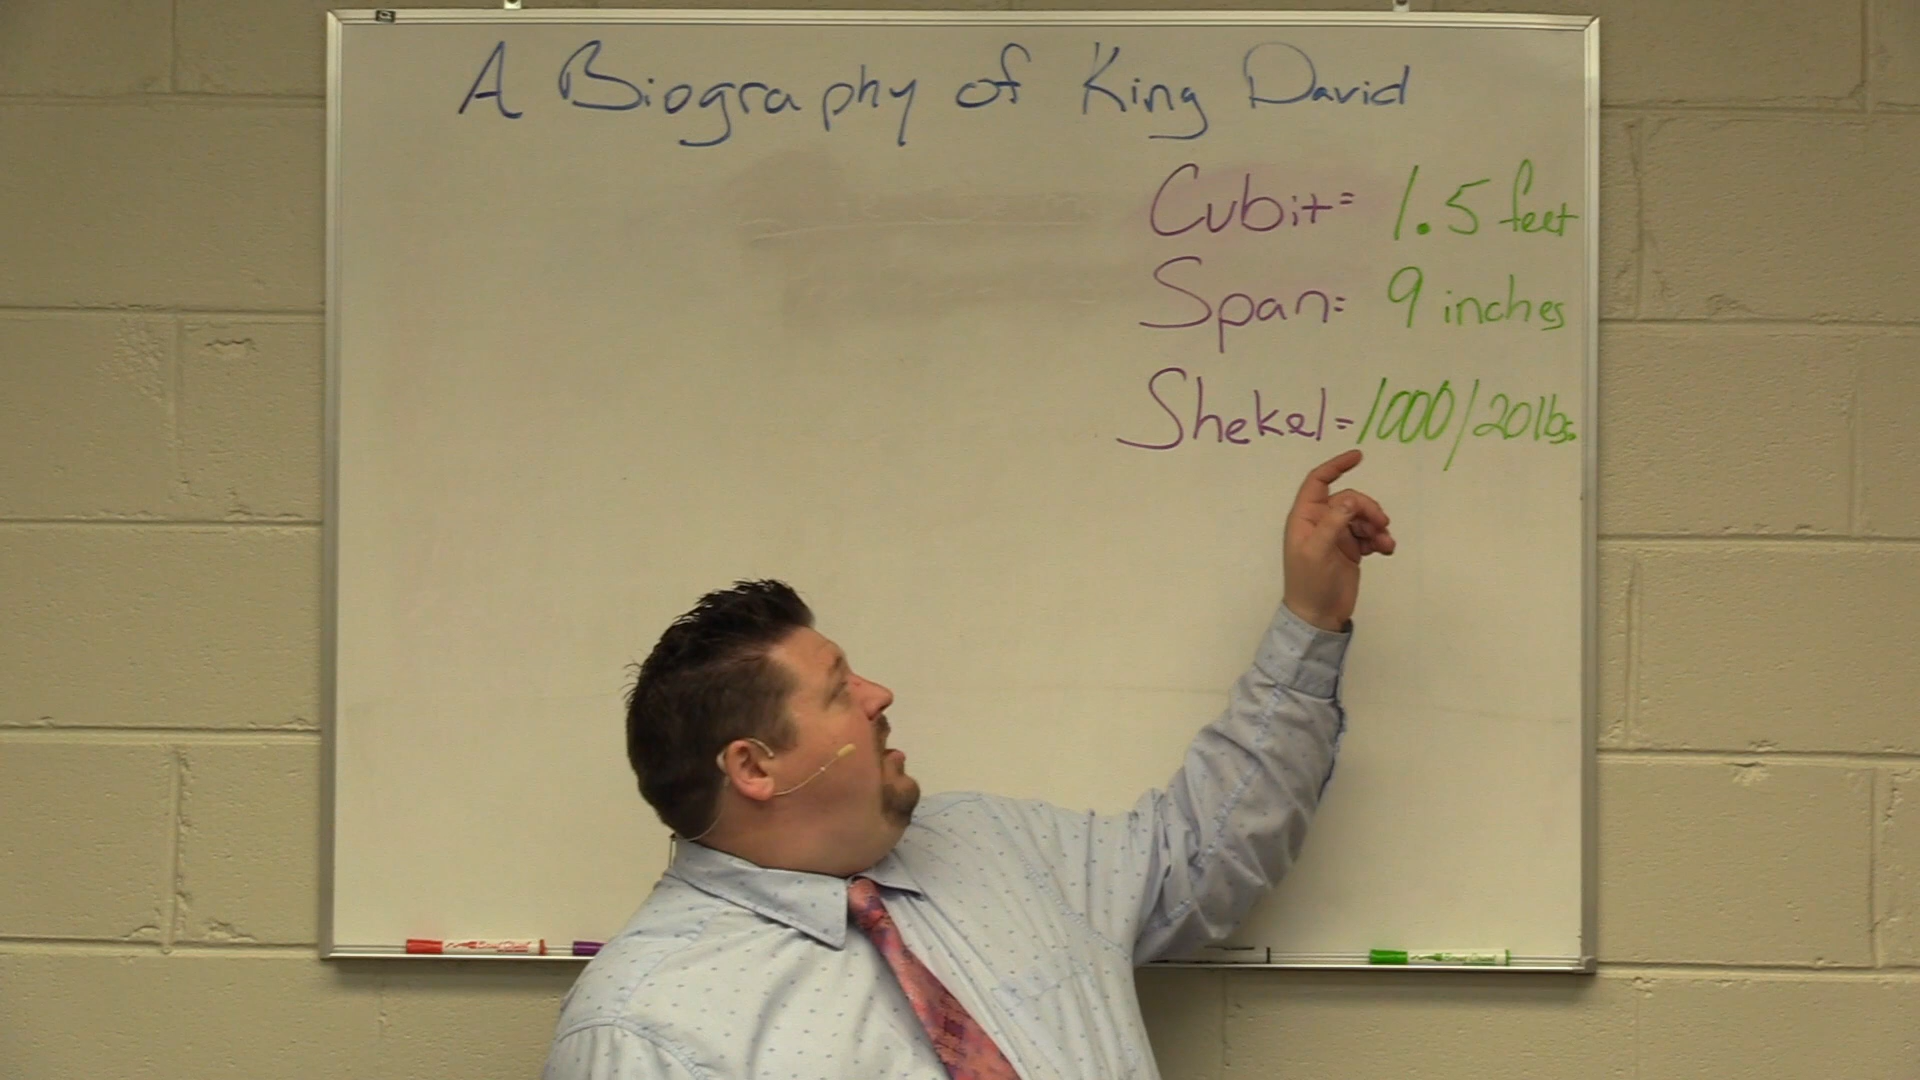 A Biography of King David
Cubit= 1.5 feet
Span= 9 inches
Shekel=1000/20lbs.